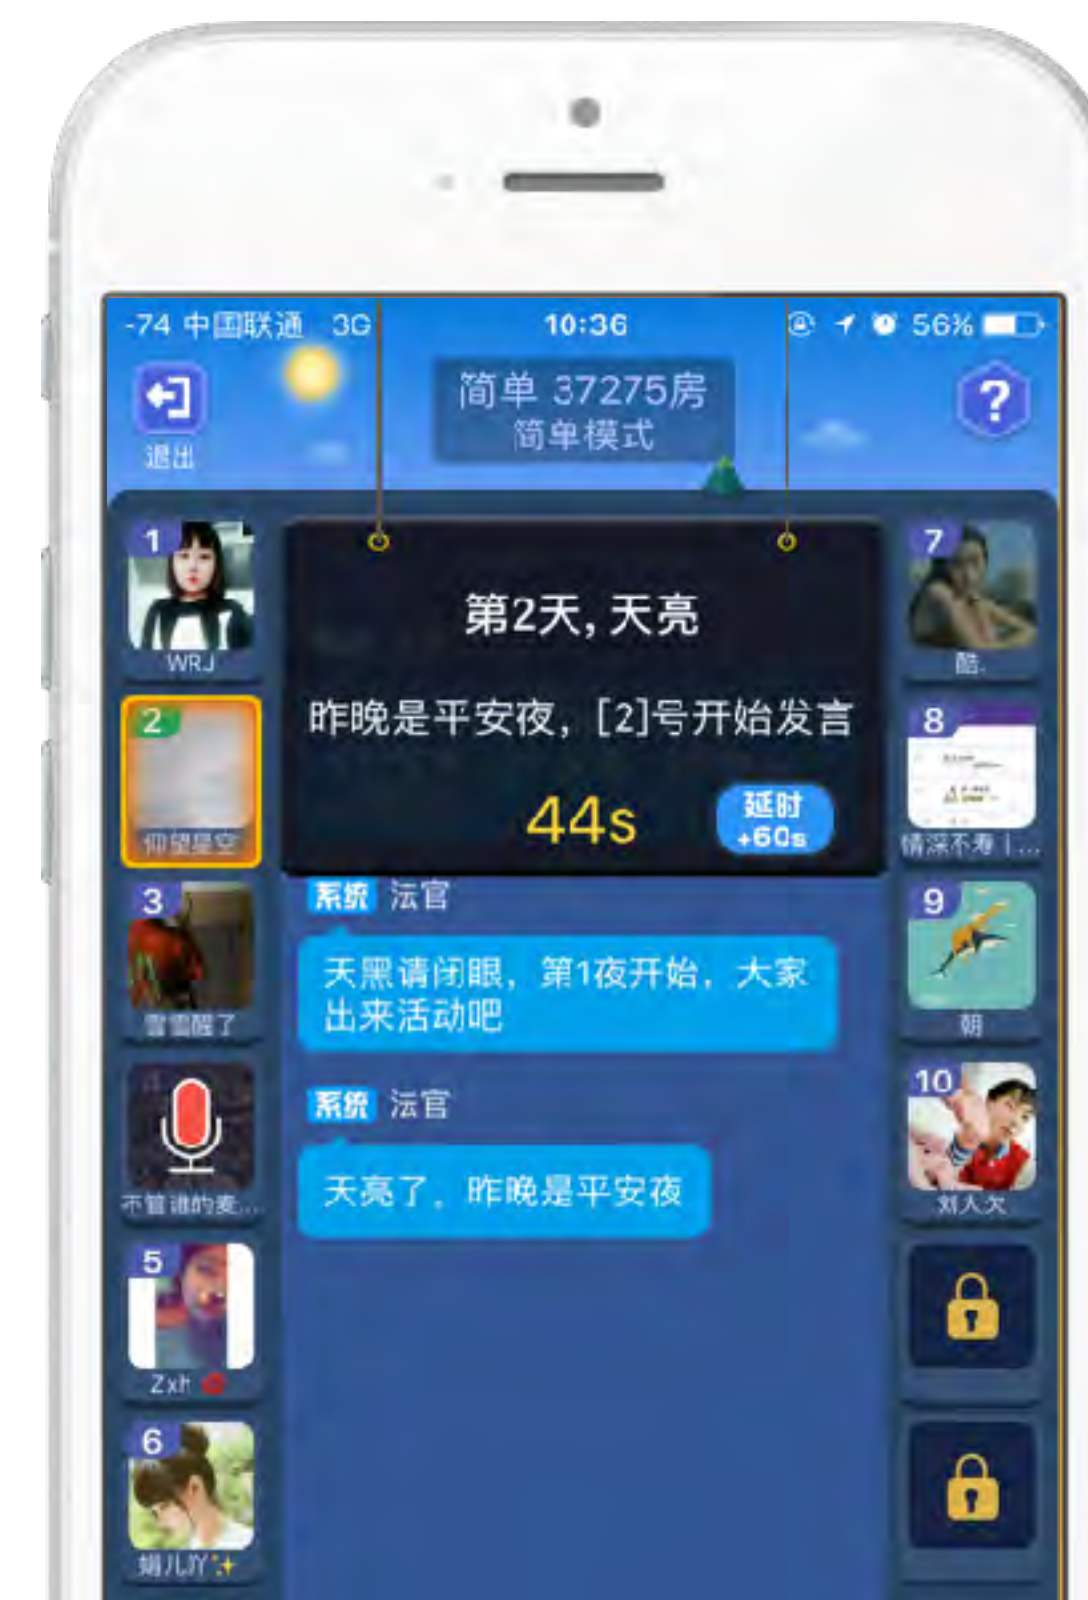 -74 中国联通 3G 10:36 56%
简单 37275房
简单模式
退出
?
1
WRJ
2
仰望星空
3
雪雪醒了
不管谁的麦...
5
Zxh
6
娟儿吖
第2天, 天亮
昨晚是平安夜, [2]号开始发言
44s
延时
+60s
系统 法官
天黑请闭眼, 第1夜开始, 大家
出来活动吧
系统 法官
天亮了, 昨晚是平安夜
7
酷.
8
情深不寿丨...
9
朝
10
刘人欠